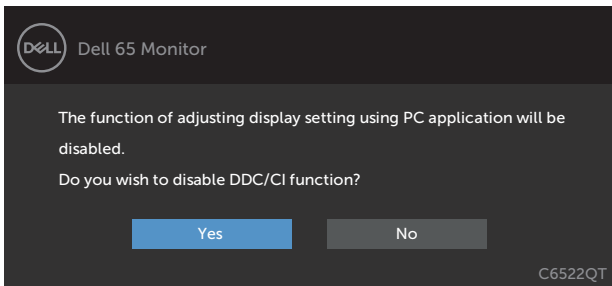 DELL Dell 65 Monitor
The function of adjusting display setting using PC application will be
disabled.
Do you wish to disable DDC/CI function?
Yes No
C6522QT